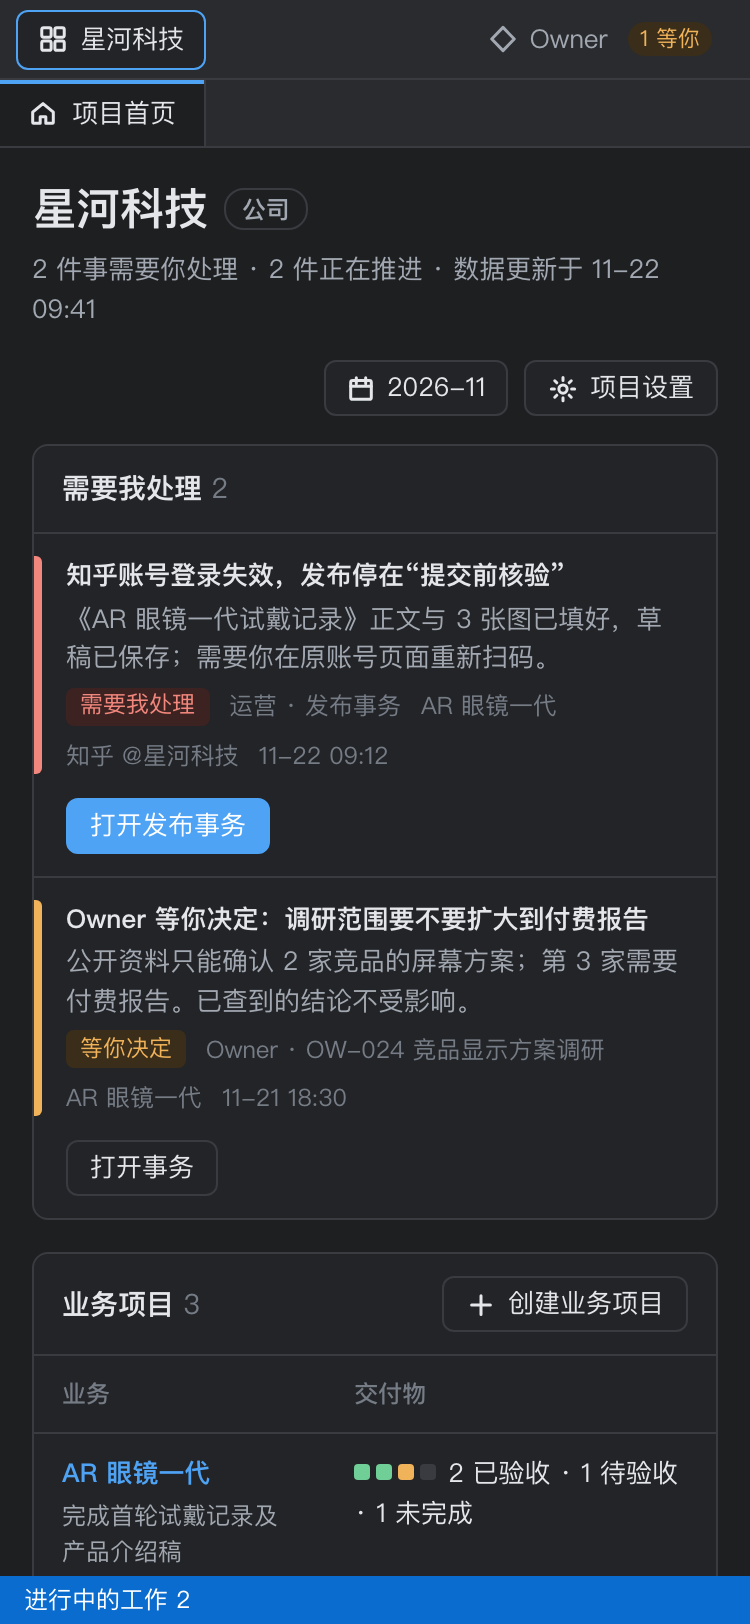 星河科技
Owner
1 等你
项目首页
星河科技 公司
2 件事需要你处理 · 2 件正在推进 · 数据更新于 11–22
09:41
2026–11
项目设置
需要我处理 2
知乎账号登录失效，发布停在“提交前核验”
《AR 眼镜一代试戴记录》正文与 3 张图已填好，草
稿已保存；需要你在原账号页面重新扫码。
需要我处理 运营 · 发布事务 AR 眼镜一代
知乎 @星河科技 11–22 09:12
打开发布事务
Owner 等你决定：调研范围要不要扩大到付费报告
公开资料只能确认 2 家竞品的屏幕方案；第 3 家需要
付费报告。已查到的结论不受影响。
等你决定 Owner · OW–024 竞品显示方案调研
AR 眼镜一代 11–21 18:30
打开事务
业务项目 3
创建业务项目
业务 交付物
AR 眼镜一代
完成首轮试戴记录及
产品介绍稿
2 已验收 · 1 待验收
· 1 未完成
进行中的工作 2